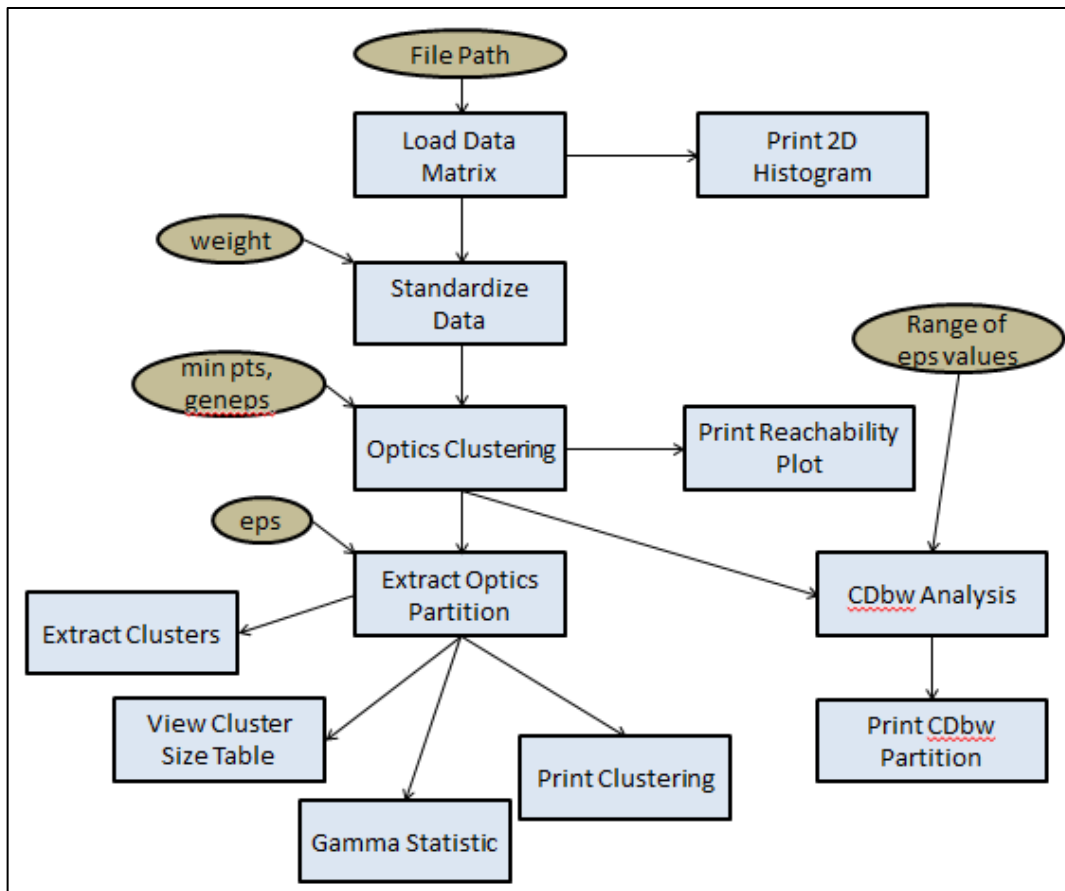 File Path
Load Data
Matrix
Print 2D
Histogram
weight
Standardize
Data
Range of
eps values
min pts,
geneps
Optics Clustering
Print Reachability
Plot
eps
Extract Optics
Partition
CDbw Analysis
Extract Clusters
View Cluster
Size Table
Print Clustering
Print CDbw
Partition
Gamma Statistic